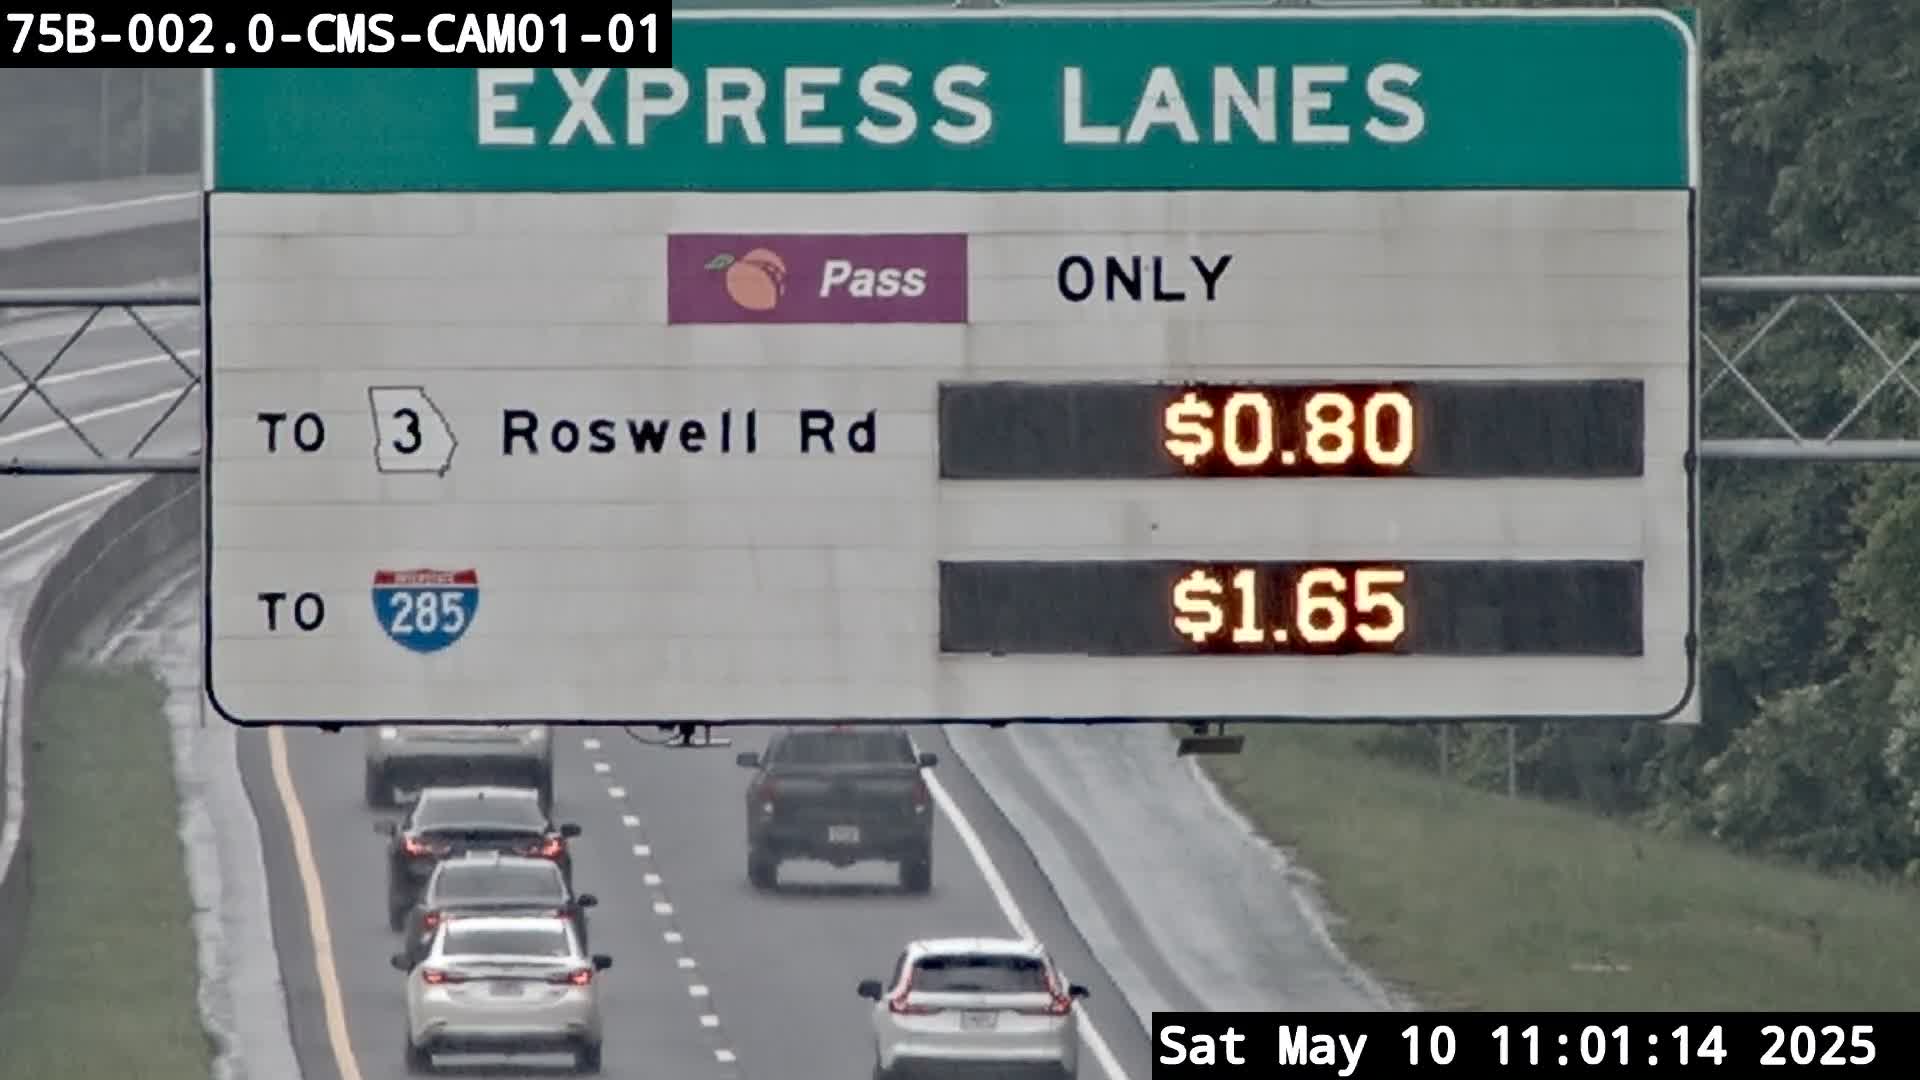 75B-002.0-CMS-CAM01-01
EXPRESS LANES
Pass ONLY
TO 3 Roswell Rd $0.80
TO 285 $1.65
Sat May 10 11:01:14 2025